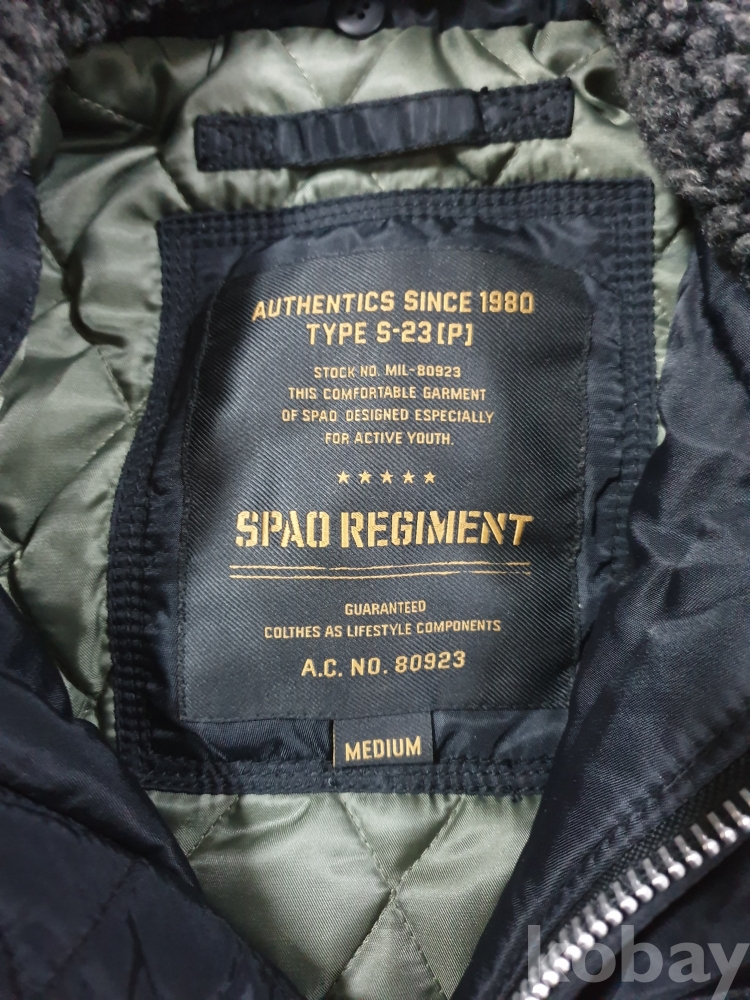 AUTHENTICS SINCE 1980
TYPE S-23[P]
STOCK NO. MIL-80923
THIS COMFORTABLE GARMENT
OF SPAO DESIGNED ESPECIALLY
FOR ACTIVE YOUTH.
SPAO REGIMENT
GUARANTEED
COLTHES AS LIFESTYLE COMPONENTS
A.C. NO. 80923
MEDIUM
kobay